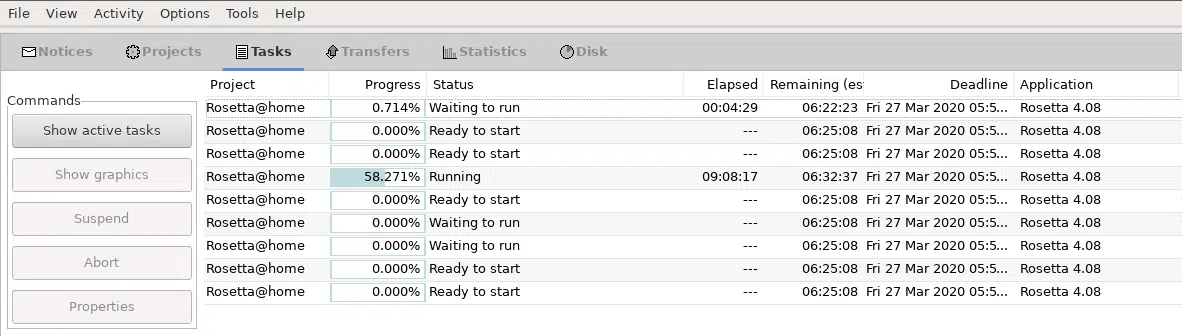 File View Activity Options Tools Help
Notices Projects Tasks Transfers Statistics Disk
Project Progress Status Elapsed Remaining (es Deadline Application
Commands
Rosetta@home 0.714% Waiting to run 00:04:29 06:22:23 Fri 27 Mar 2020 05:5... Rosetta 4.08
Show active tasks
Rosetta@home 0.000% Ready to start --- 06:25:08 Fri 27 Mar 2020 05:5... Rosetta 4.08
Rosetta@home 0.000% Ready to start --- 06:25:08 Fri 27 Mar 2020 05:5... Rosetta 4.08
Show graphics
Rosetta@home 58.271% Running 09:08:17 06:32:37 Fri 27 Mar 2020 05:5... Rosetta 4.08
Rosetta@home 0.000% Ready to start --- 06:25:08 Fri 27 Mar 2020 05:5... Rosetta 4.08
Suspend
Rosetta@home 0.000% Waiting to run --- 06:25:08 Fri 27 Mar 2020 05:5... Rosetta 4.08
Rosetta@home 0.000% Waiting to run --- 06:25:08 Fri 27 Mar 2020 05:5... Rosetta 4.08
Abort
Rosetta@home 0.000% Ready to start --- 06:25:08 Fri 27 Mar 2020 05:5... Rosetta 4.08
Rosetta@home 0.000% Ready to start --- 06:25:08 Fri 27 Mar 2020 05:5... Rosetta 4.08
Properties